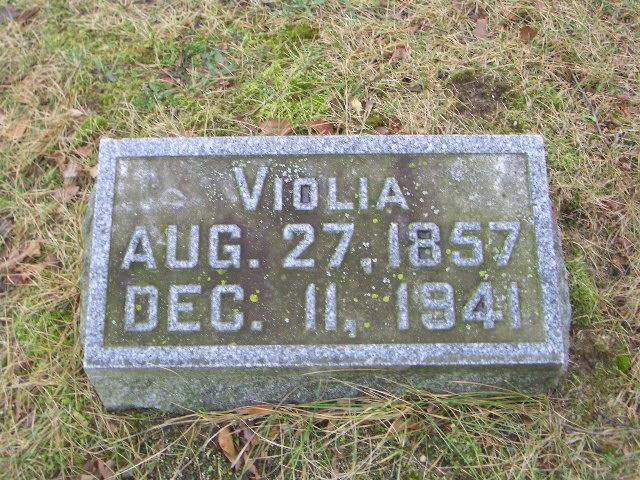 VIOLIA
AUG. 27, 1857
DEC. 11, 1941